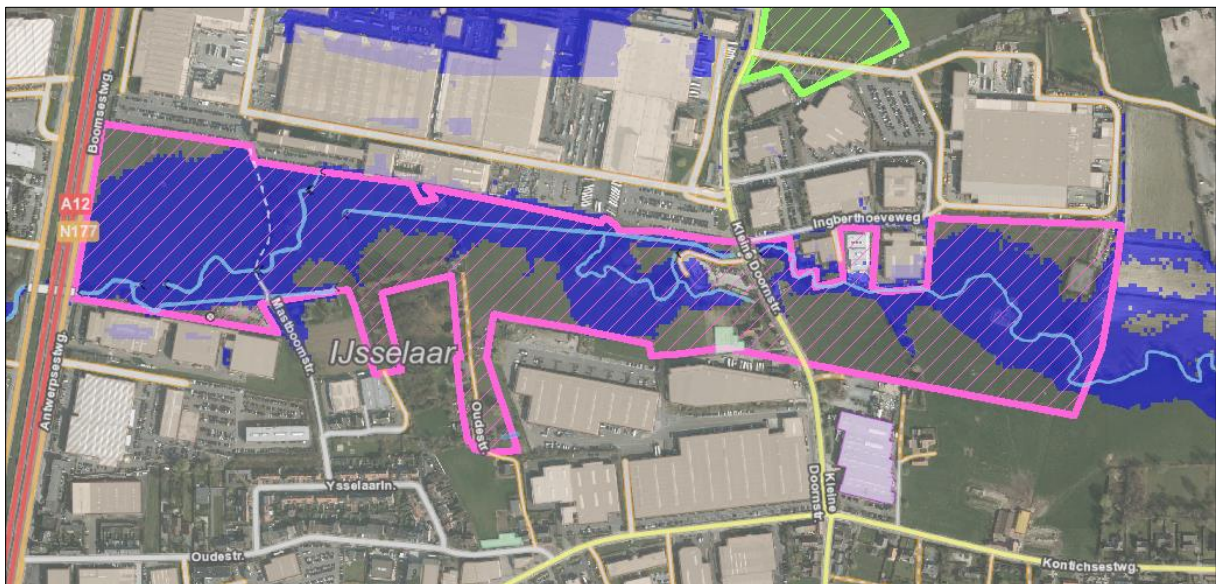 Boomsestwg.
A12
N177
Antwerpsestwg.
Mastboomstr.
IJsselaar
Oudestr.
Kleine Doornstr.
Ingberthoeveweg
Kleine
Doornstr.
Ysselaarln.
Oudestr.
Kontichsestwg.